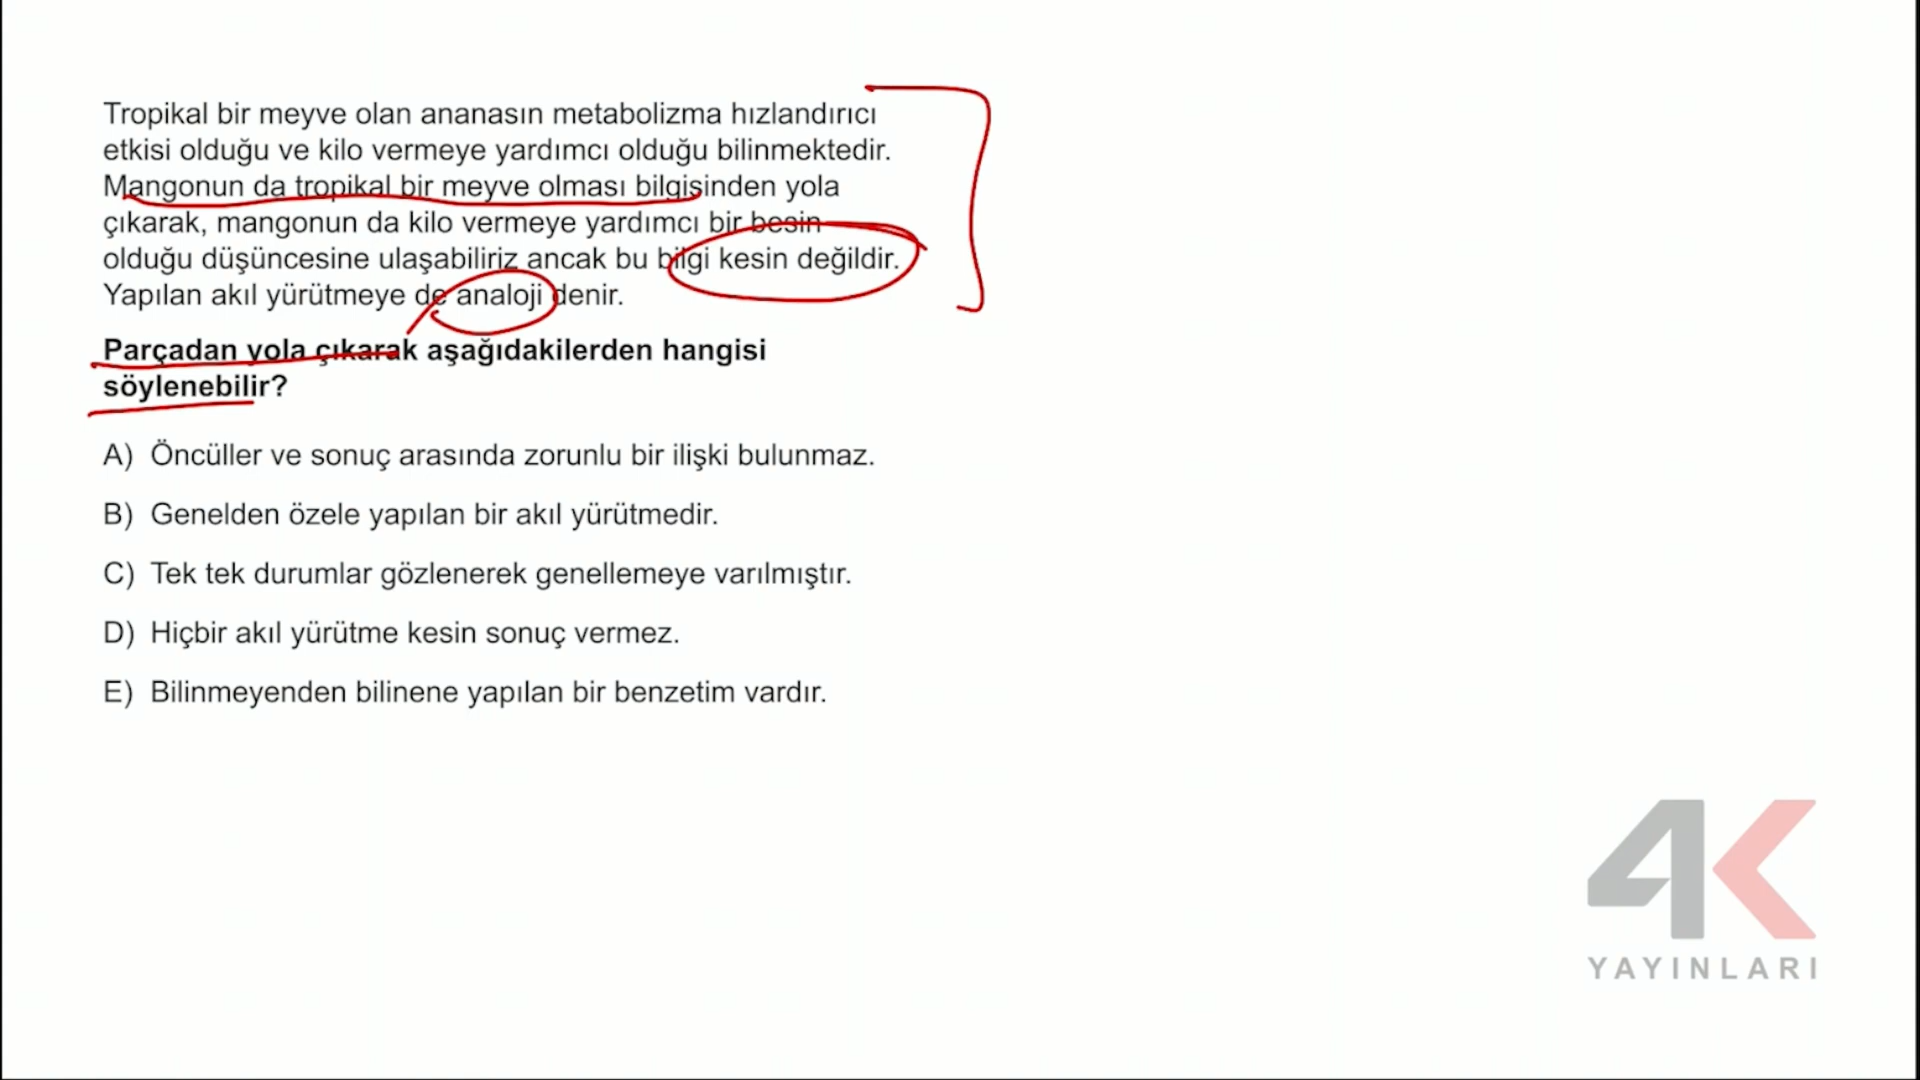 Tropikal bir meyve olan ananasın metabolizma hızlandırıcı
etkisi olduğu ve kilo vermeye yardımcı olduğu bilinmektedir.
Mangonun da tropikal bir meyve olması bilgisinden yola
çıkarak, mangonun da kilo vermeye yardımcı bir besin
olduğu düşüncesine ulaşabiliriz ancak bu bilgi kesin değildir.
Yapılan akıl yürütmeye de analoji denir.
Parçadan yola çıkarak aşağıdakilerden hangisi
söylenebilir?
A) Öncüller ve sonuç arasında zorunlu bir ilişki bulunmaz.
B) Genelden özele yapılan bir akıl yürütmedir.
C) Tek tek durumlar gözlenerek genellemeye varılmıştır.
D) Hiçbir akıl yürütme kesin sonuç vermez.
E) Bilinmeyenden bilinene yapılan bir benzetim vardır.
4K
YAYINLARI